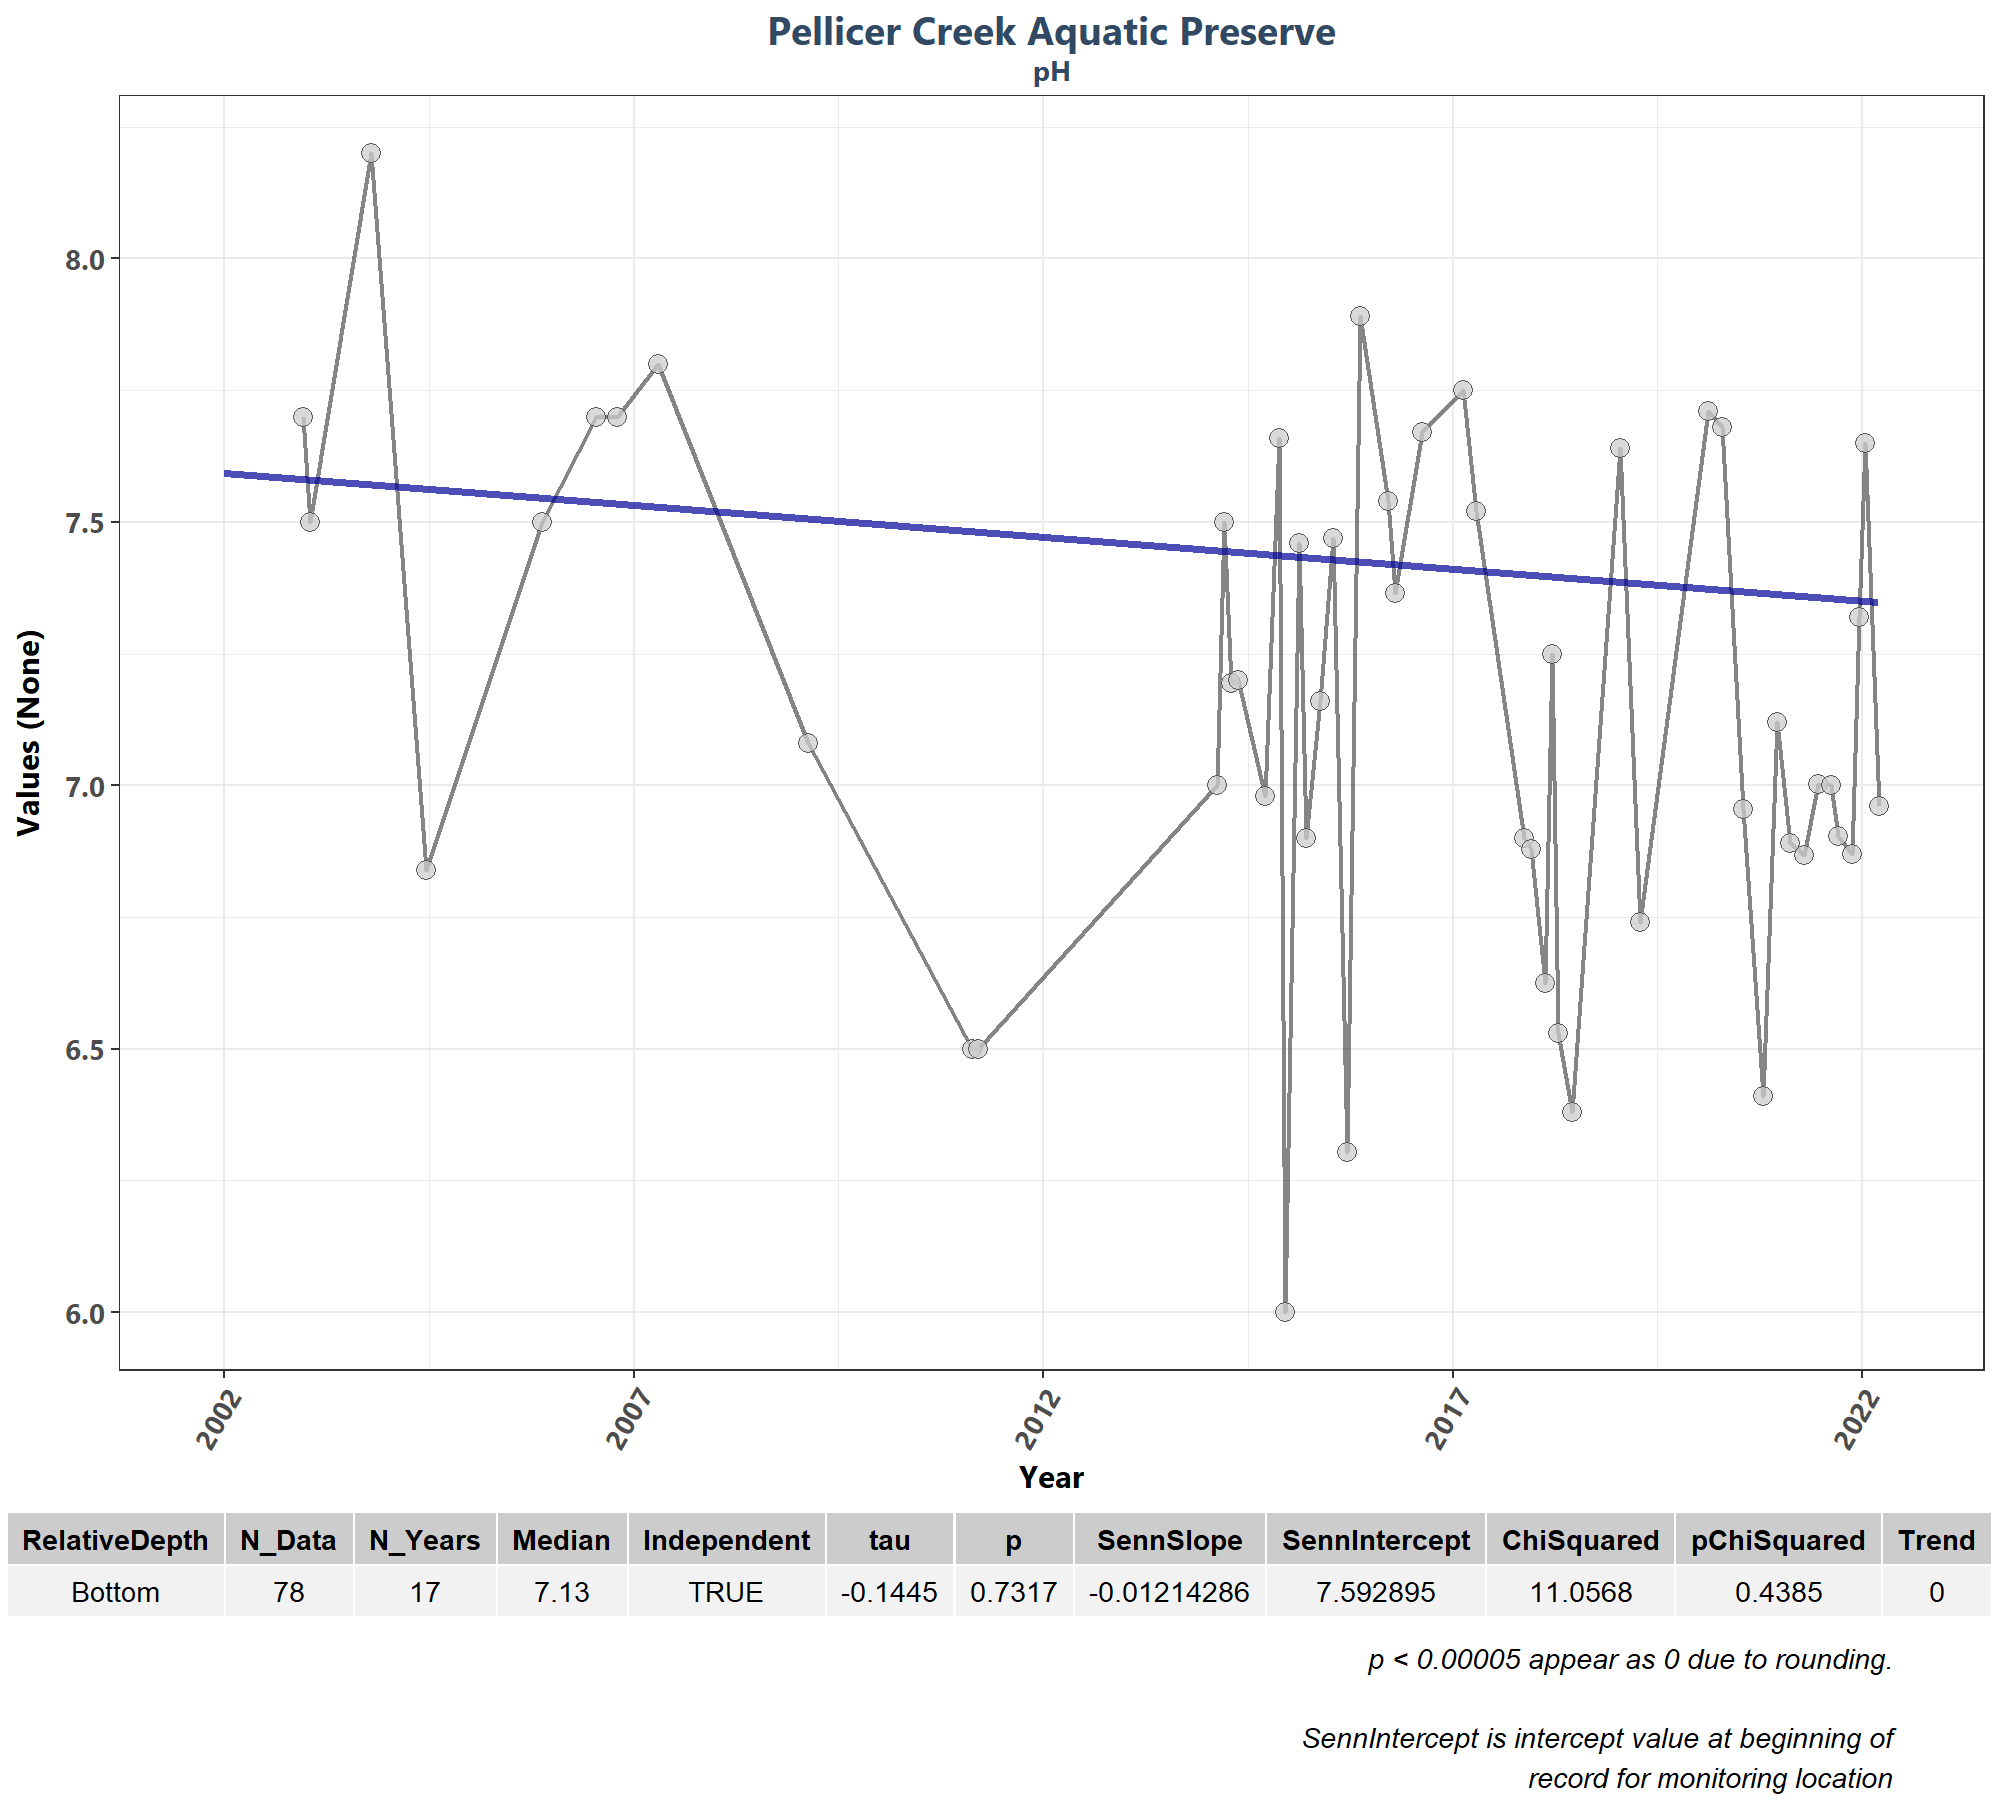 Pellicer Creek Aquatic Preserve
pH
8.0
7.5
7.0
6.5
6.0
Values (None)
2002 2007 2012 2017 2022
Year
RelativeDepth N_Data N_Years Median Independent tau p SennSlope SennIntercept ChiSquared pChiSquared Trend
Bottom 78 17 7.13 TRUE -0.1445 0.7317 -0.01214286 7.592895 11.0568 0.4385 0
p < 0.00005 appear as 0 due to rounding.
SennIntercept is intercept value at beginning of
record for monitoring location